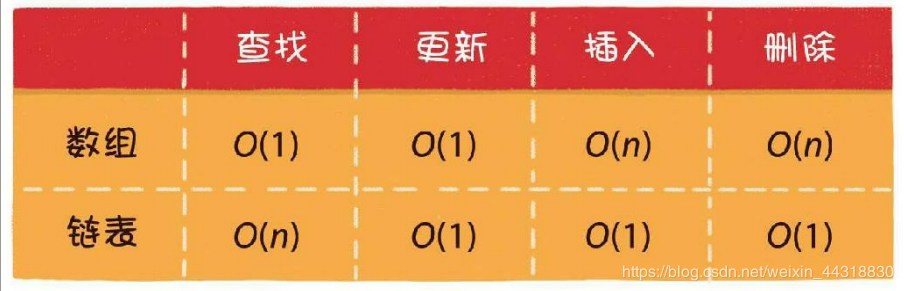 查找 更新 插入 删除
数组 O(1) O(1) O(n) O(n)
链表 O(n) O(1) O(1) O(1)
https://blog.csdn.net/weixin_44318830